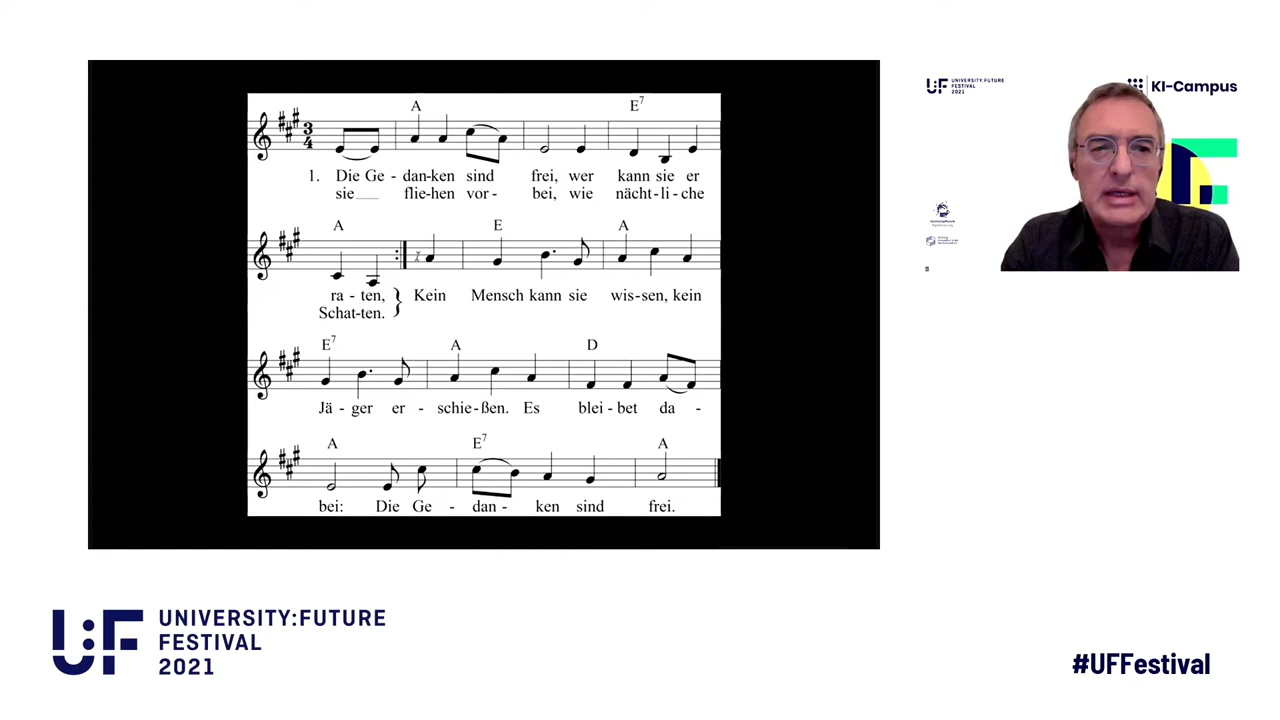 A E7
3
4
1. Die Ge - dan-ken sind frei, wer kann sie er
sie flie-hen vor - bei, wie nächt-li-che
A E A
ra - ten, } Kein Mensch kann sie wis-sen, kein
Schat-ten.
E7 A D
Jä - ger er - schie-ßen. Es blei-bet da -
A E7 A
bei: Die Ge - dan - ken sind frei.
U:F UNIVERSITY:FUTURE
FESTIVAL
2021
KI-Campus
U:F UNIVERSITY:FUTURE
FESTIVAL
2021
#UFFestival